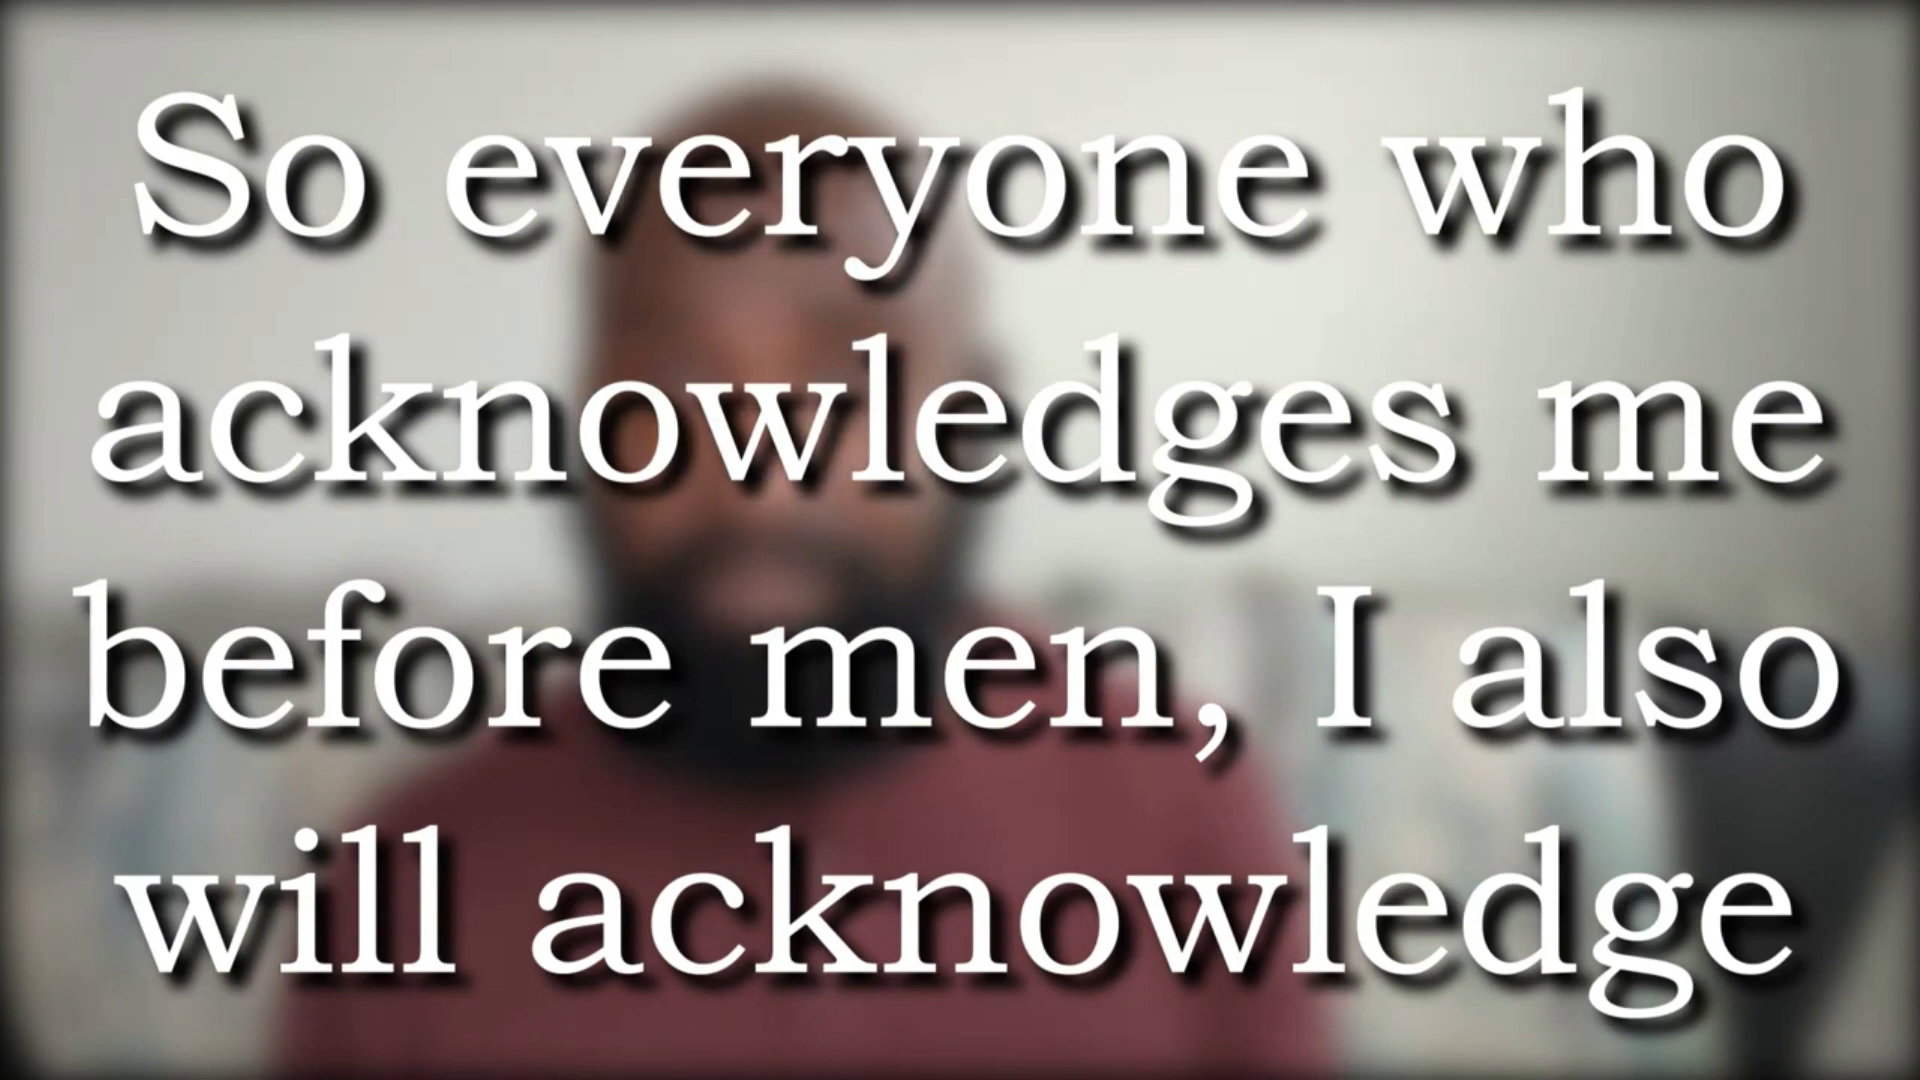 So everyone who
acknowledges me
before men, I also
will acknowledge